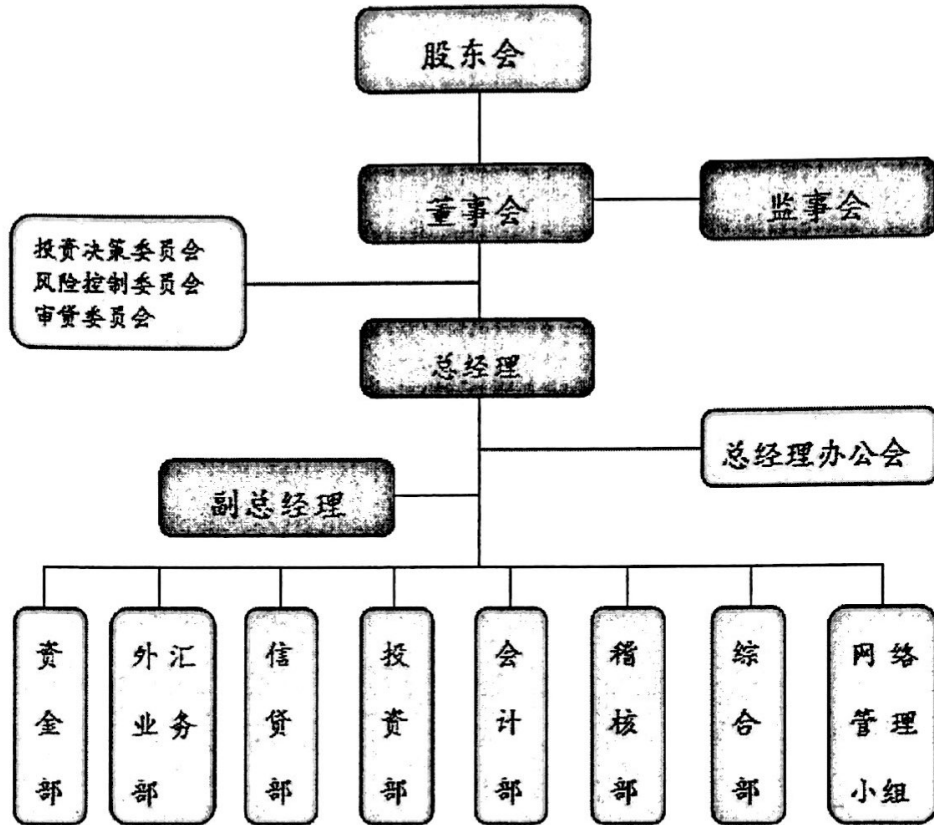 股东会
董事会
监事会
投资决策委员会
风险控制委员会
审贷委员会
总经理
总经理办公会
副总经理
资金部
外汇业务部
信贷部
投资部
会计部
稽核部
综合部
网络管理小组